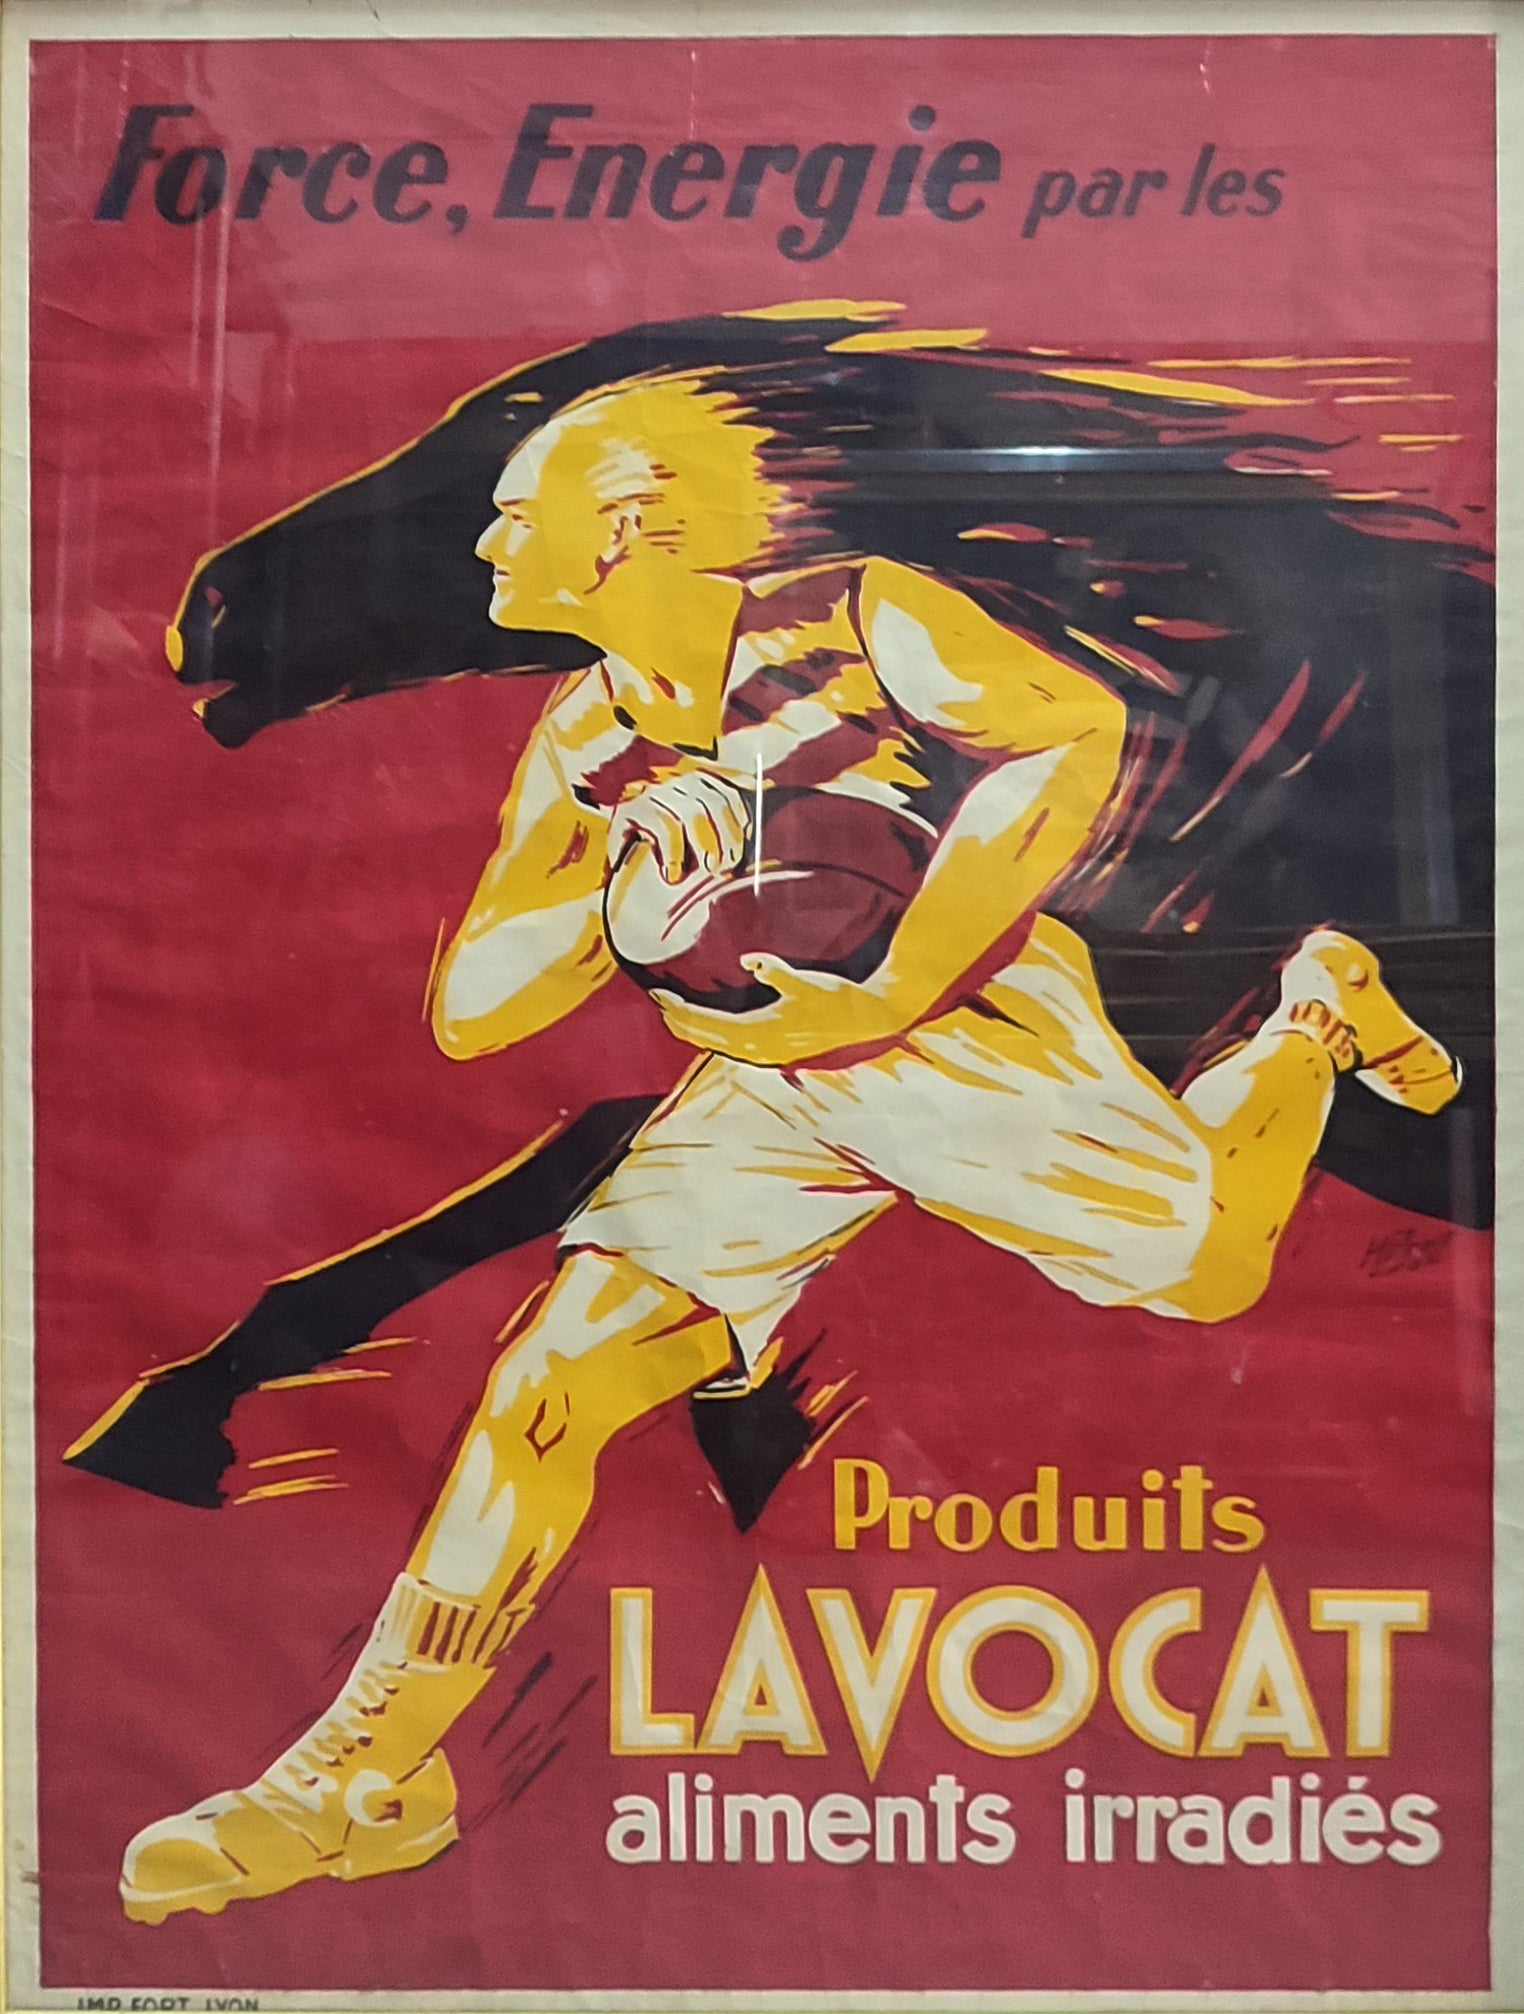 Force, Energie par les
Produits
LAVOCAT
aliments irradiés
IMP. FORT. LYON